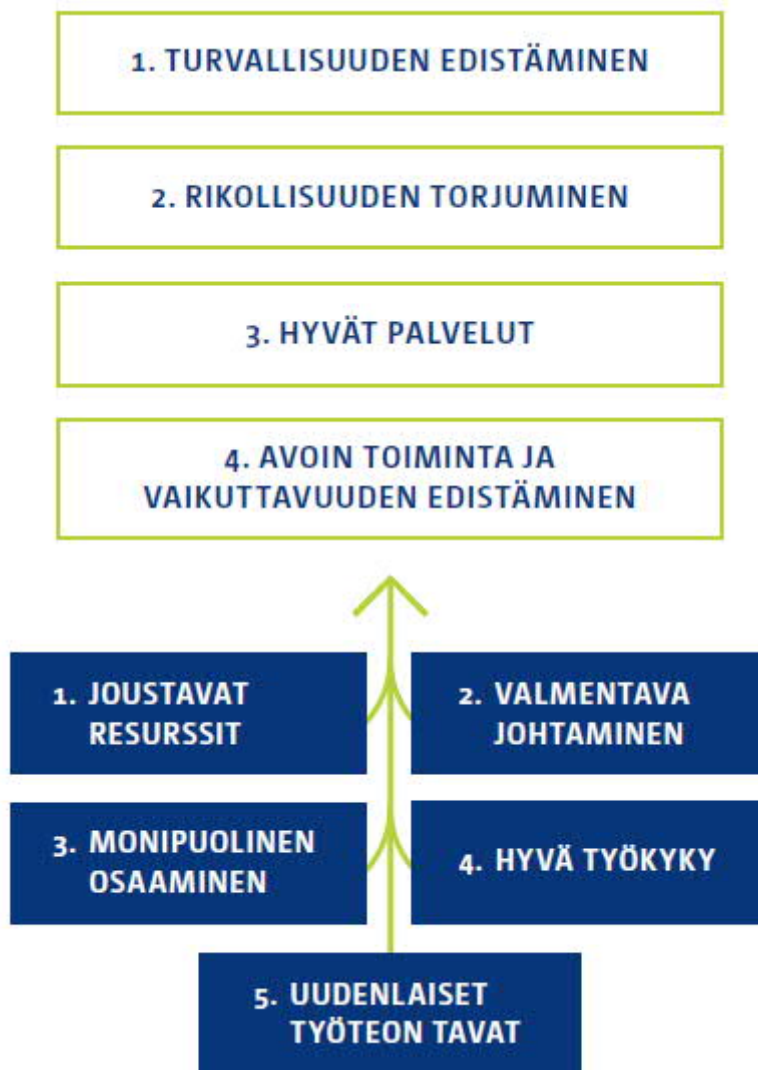 1. TURVALLISUUDEN EDISTÄMINEN
2. RIKOLLISUUDEN TORJUMINEN
3. HYVÄT PALVELUT
4. AVOIN TOIMINTA JA
VAIKUTTAVUUDEN EDISTÄMINEN
1. JOUSTAVAT
RESURSSIT
2. VALMENTAVA
JOHTAMINEN
3. MONIPUOLINEN
OSAAMINEN
4. HYVÄ TYÖKYKY
5. UUDENLAISET
TYÖTEON TAVAT